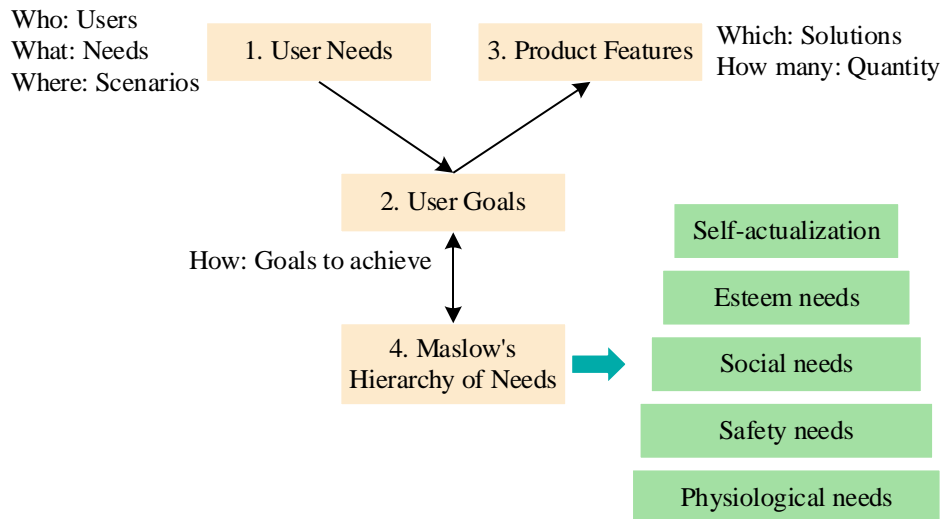 Who: Users
What: Needs
Where: Scenarios
1. User Needs
3. Product Features
Which: Solutions
How many: Quantity
2. User Goals
How: Goals to achieve
4. Maslow's
Hierarchy of Needs
Self-actualization
Esteem needs
Social needs
Safety needs
Physiological needs